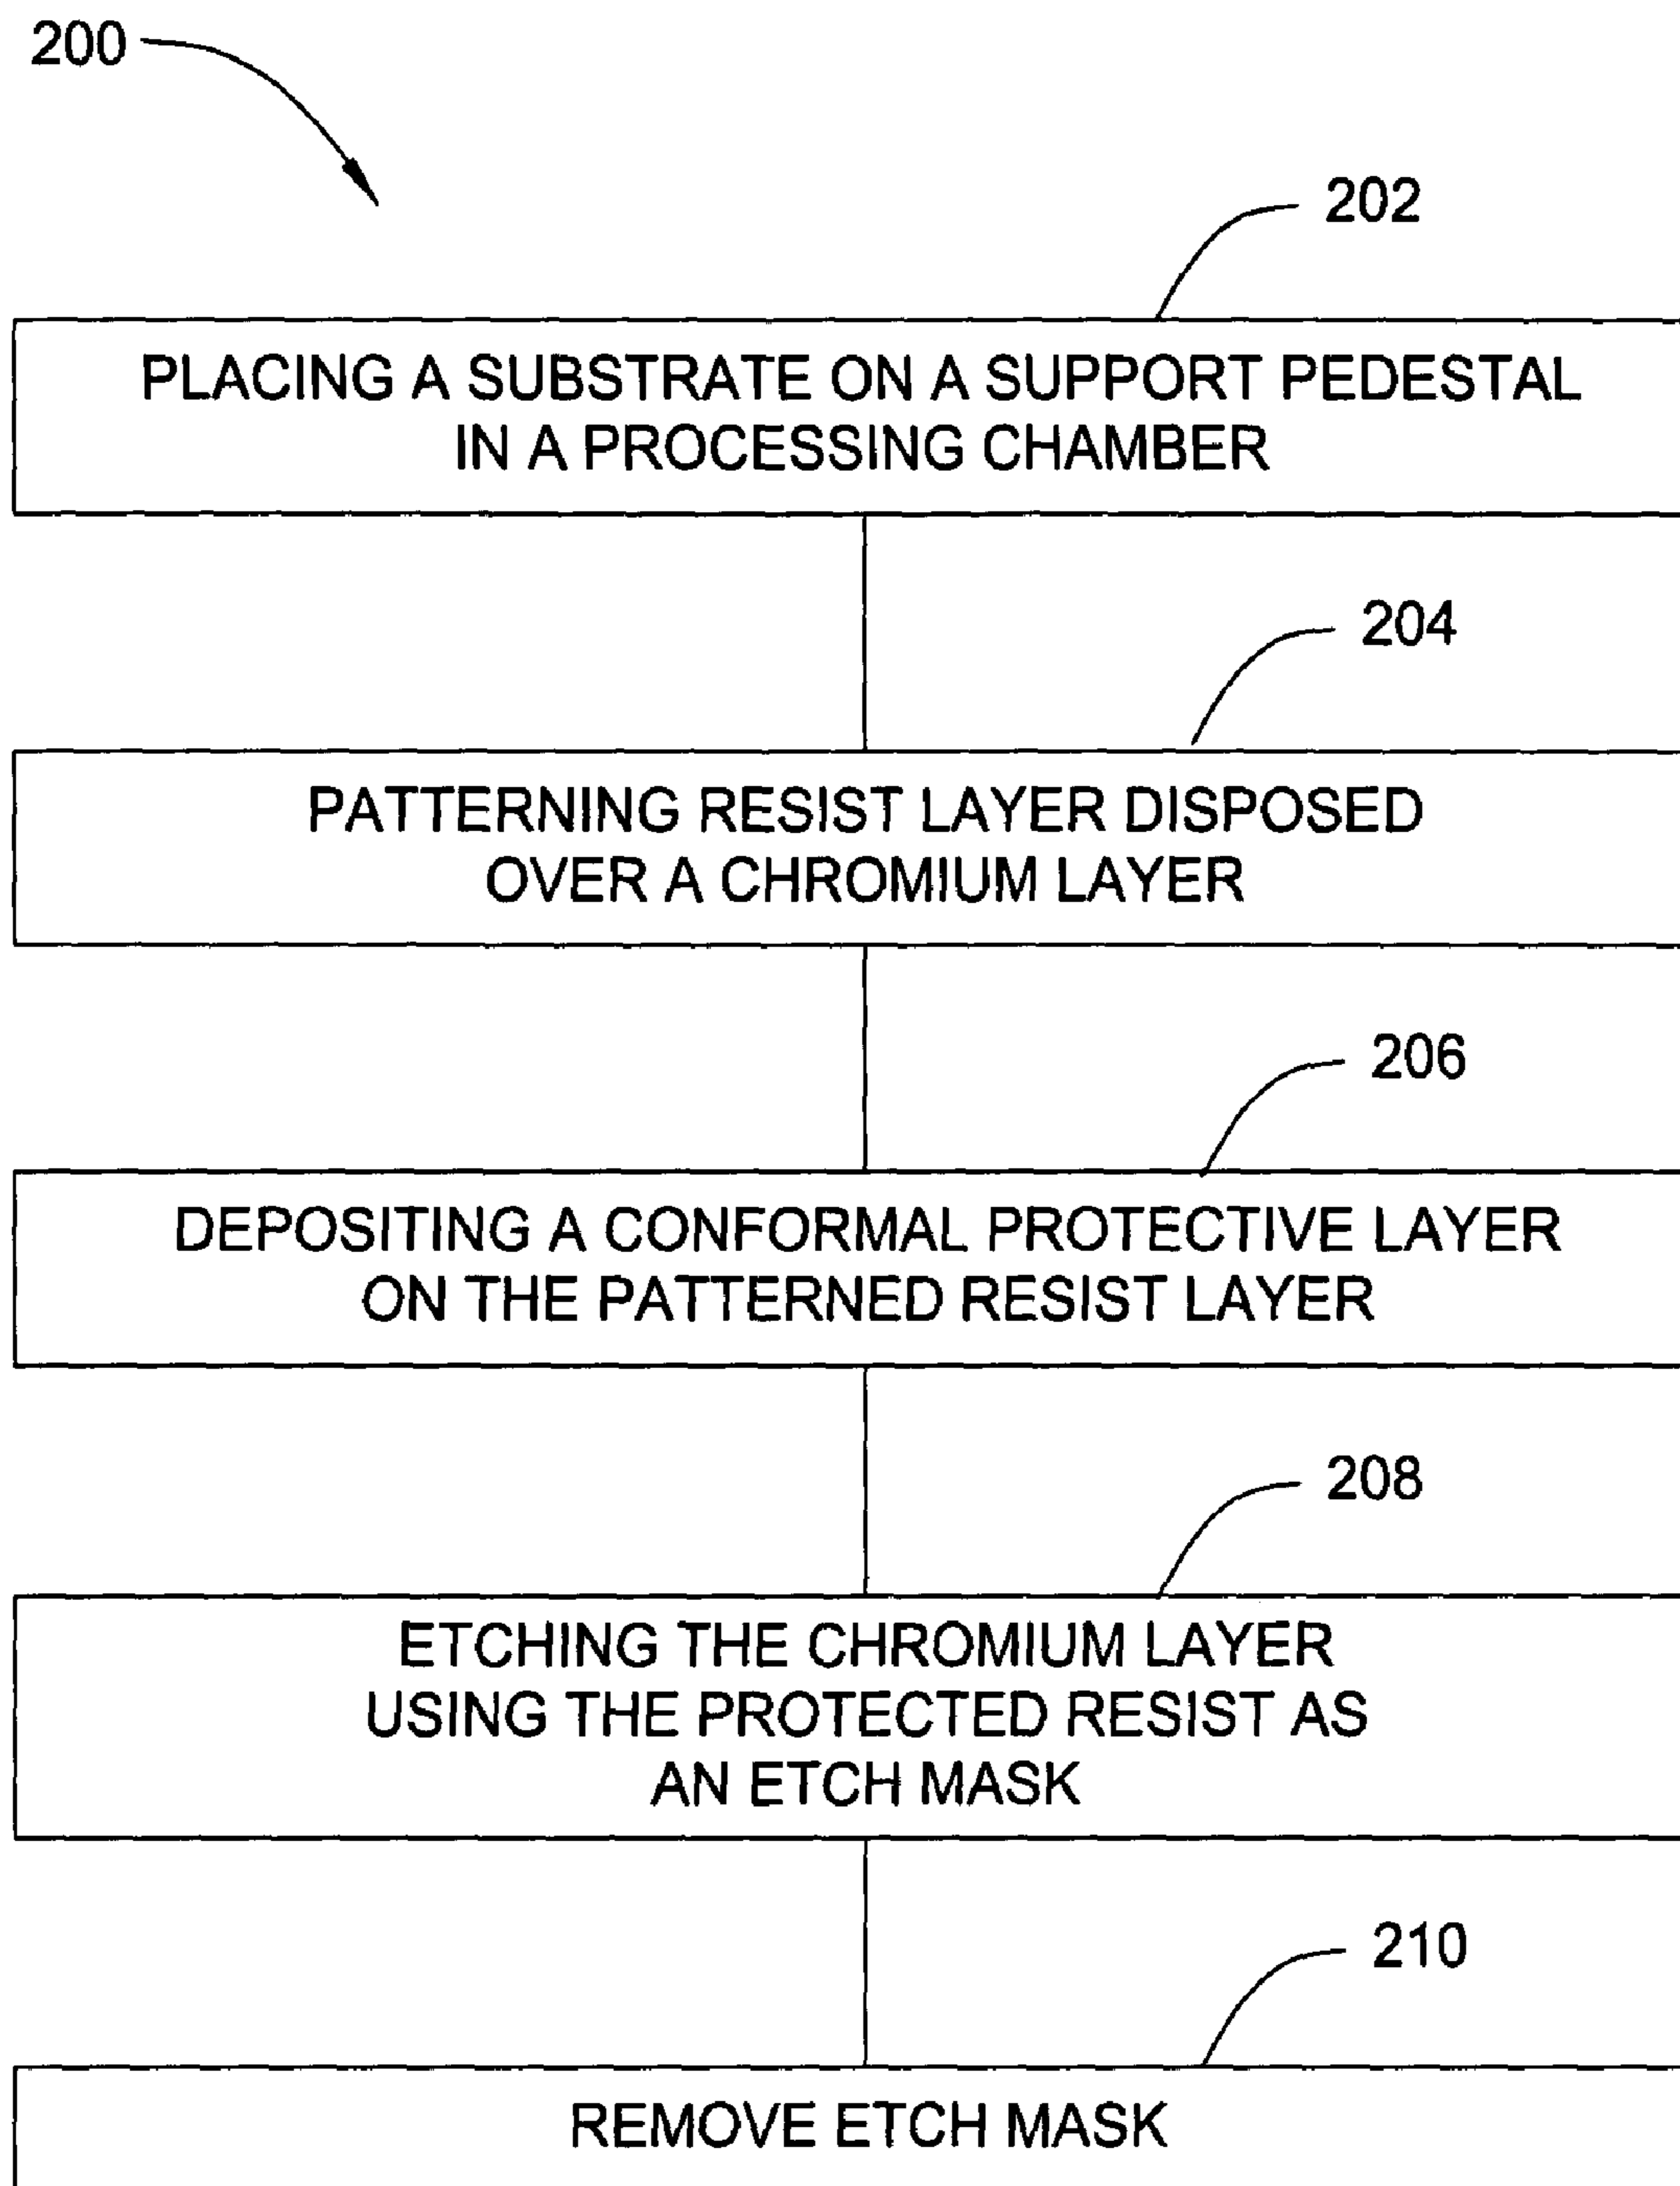 200
202
PLACING A SUBSTRATE ON A SUPPORT PEDESTAL
IN A PROCESSING CHAMBER
204
PATTERNING RESIST LAYER DISPOSED
OVER A CHROMIUM LAYER
206
DEPOSITING A CONFORMAL PROTECTIVE LAYER
ON THE PATTERNED RESIST LAYER
208
ETCHING THE CHROMIUM LAYER
USING THE PROTECTED RESIST AS
AN ETCH MASK
210
REMOVE ETCH MASK